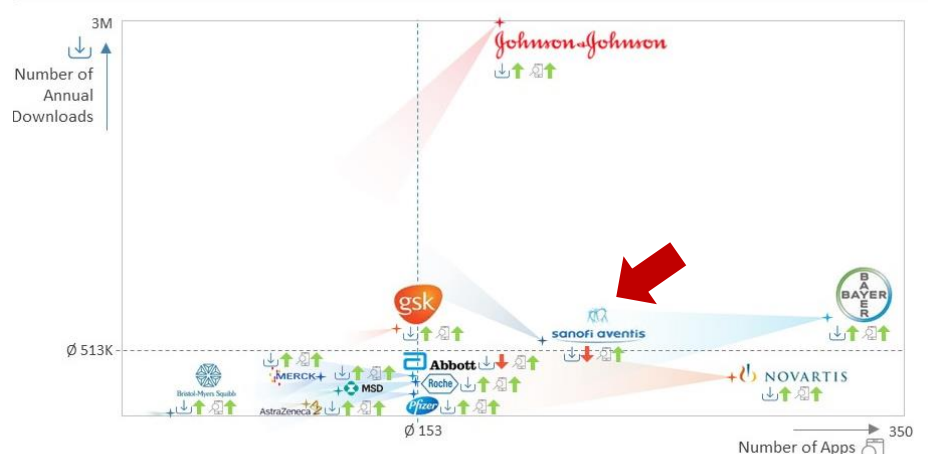 3M
Number of
Annual
Downloads
Johnson & Johnson
gsk
sanofi aventis
BAYER
BAYER
Ø 513K
Abbott
MERCK
MSD
Roche
NOVARTIS
Bristol-Myers Squibb
AstraZeneca
Pfizer
Ø 153
350
Number of Apps